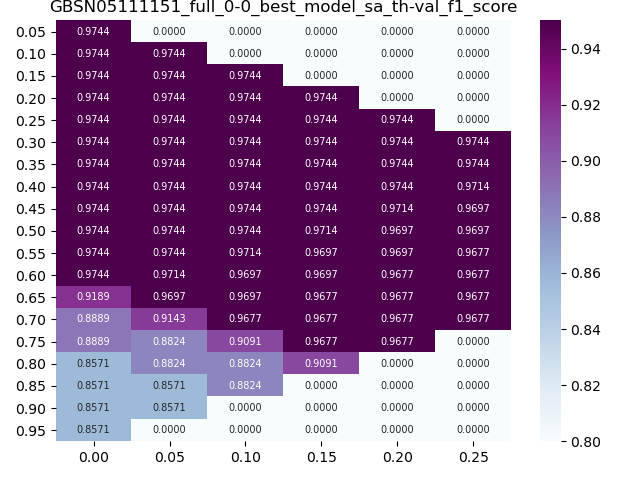 GBSN05111151_full_0-0_best_model_sa_th-val_f1_score
0.05 0.9744 0.0000 0.0000 0.0000 0.0000 0.0000
0.10 0.9744 0.9744 0.0000 0.0000 0.0000 0.0000
0.15 0.9744 0.9744 0.9744 0.0000 0.0000 0.0000
0.20 0.9744 0.9744 0.9744 0.9744 0.0000 0.0000
0.25 0.9744 0.9744 0.9744 0.9744 0.9744 0.0000
0.30 0.9744 0.9744 0.9744 0.9744 0.9744 0.9744
0.35 0.9744 0.9744 0.9744 0.9744 0.9744 0.9744
0.40 0.9744 0.9744 0.9744 0.9744 0.9744 0.9714
0.45 0.9744 0.9744 0.9744 0.9744 0.9714 0.9697
0.50 0.9744 0.9744 0.9744 0.9714 0.9697 0.9697
0.55 0.9744 0.9744 0.9714 0.9697 0.9697 0.9677
0.60 0.9744 0.9714 0.9697 0.9697 0.9677 0.9677
0.65 0.9189 0.9697 0.9697 0.9677 0.9677 0.9677
0.70 0.8889 0.9143 0.9677 0.9677 0.9677 0.9677
0.75 0.8889 0.8824 0.9091 0.9677 0.9677 0.0000
0.80 0.8571 0.8824 0.8824 0.9091 0.0000 0.0000
0.85 0.8571 0.8571 0.8824 0.0000 0.0000 0.0000
0.90 0.8571 0.8571 0.0000 0.0000 0.0000 0.0000
0.95 0.8571 0.0000 0.0000 0.0000 0.0000 0.0000
0.00 0.05 0.10 0.15 0.20 0.25
0.94
0.92
0.90
0.88
0.86
0.84
0.82
0.80